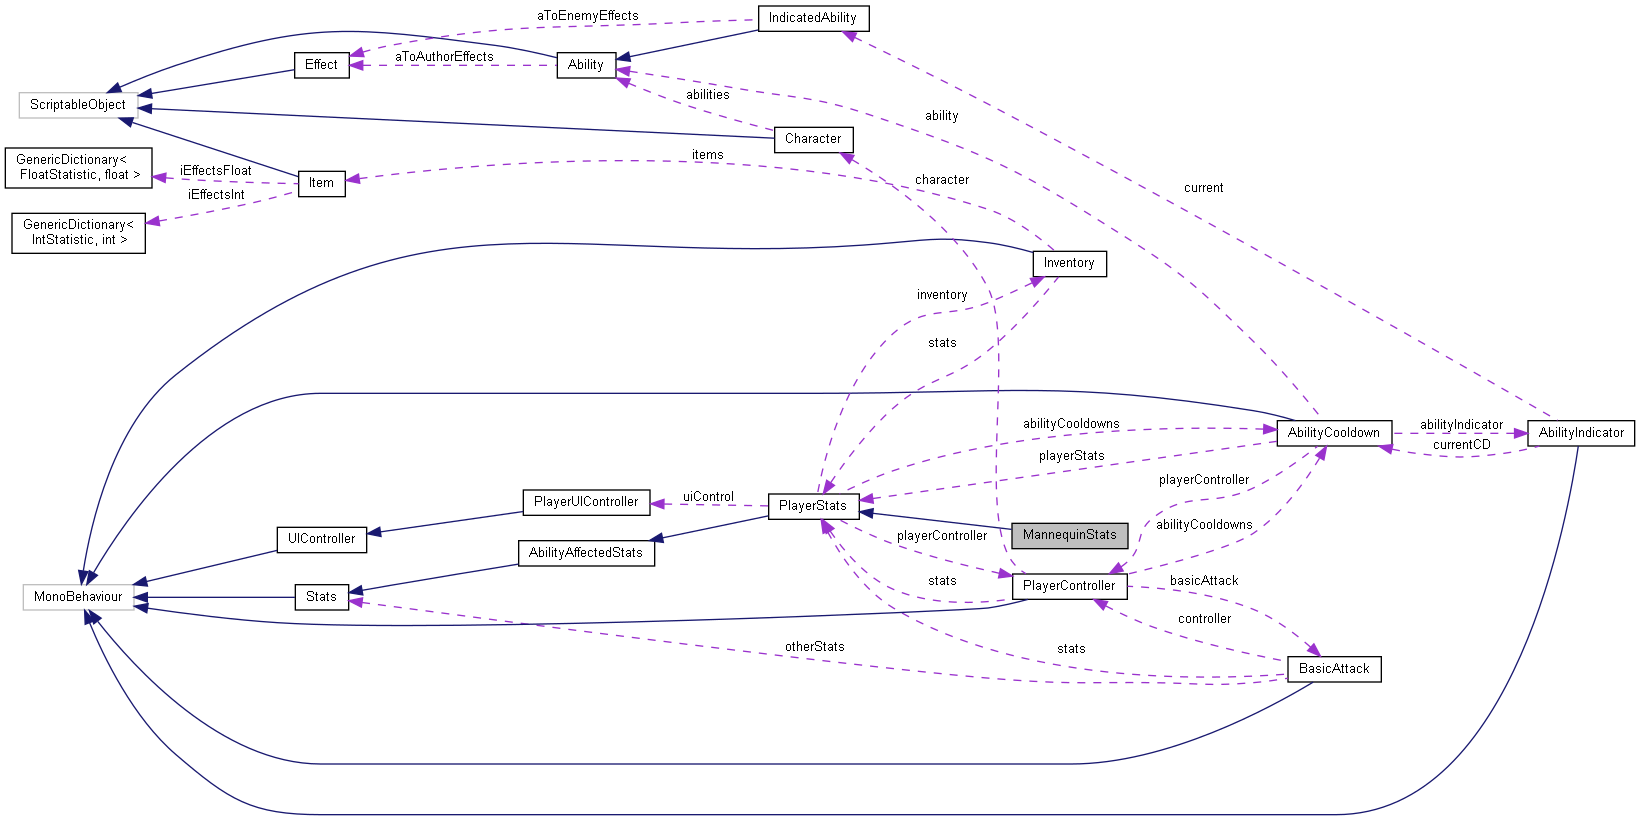 aToEnemyEffects
IndicatedAbility
Effect
aToAuthorEffects
Ability
ScriptableObject
abilities
ability
Character
GenericDictionary<
FloatStatistic, float >
iEffectsFloat
items
Item
character
current
iEffectsInt
GenericDictionary<
IntStatistic, int >
Inventory
inventory
stats
abilityCooldowns
AbilityCooldown
abilityIndicator
currentCD
AbilityIndicator
playerStats
playerController
PlayerUIController
uiControl
PlayerStats
abilityCooldowns
UIController
MannequinStats
playerController
AbilityAffectedStats
MonoBehaviour
Stats
stats
PlayerController
basicAttack
controller
otherStats
stats
BasicAttack